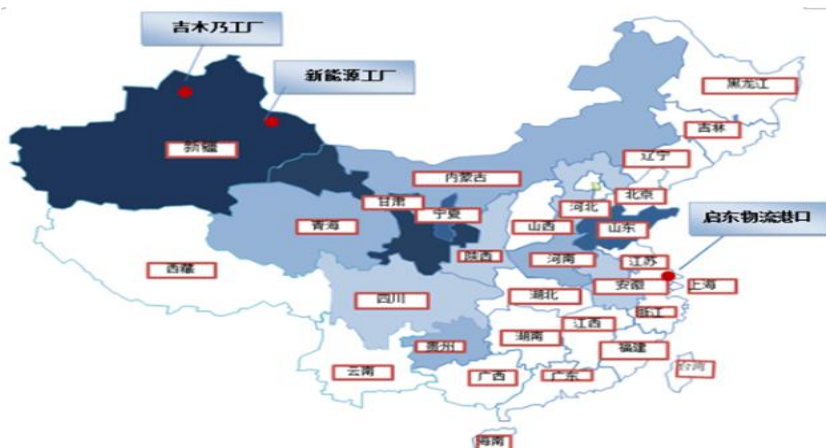 吉木乃工厂
新能源工厂
黑龙江
吉林
新疆
辽宁
内蒙古
北京
甘肃
河北
宁夏
启东物流港口
青海
山西
山东
陕西
河南
江苏
西藏
安徽
上海
四川
湖北
浙江
江西
湖南
贵州
福建
云南
广西
广东
台湾
海南